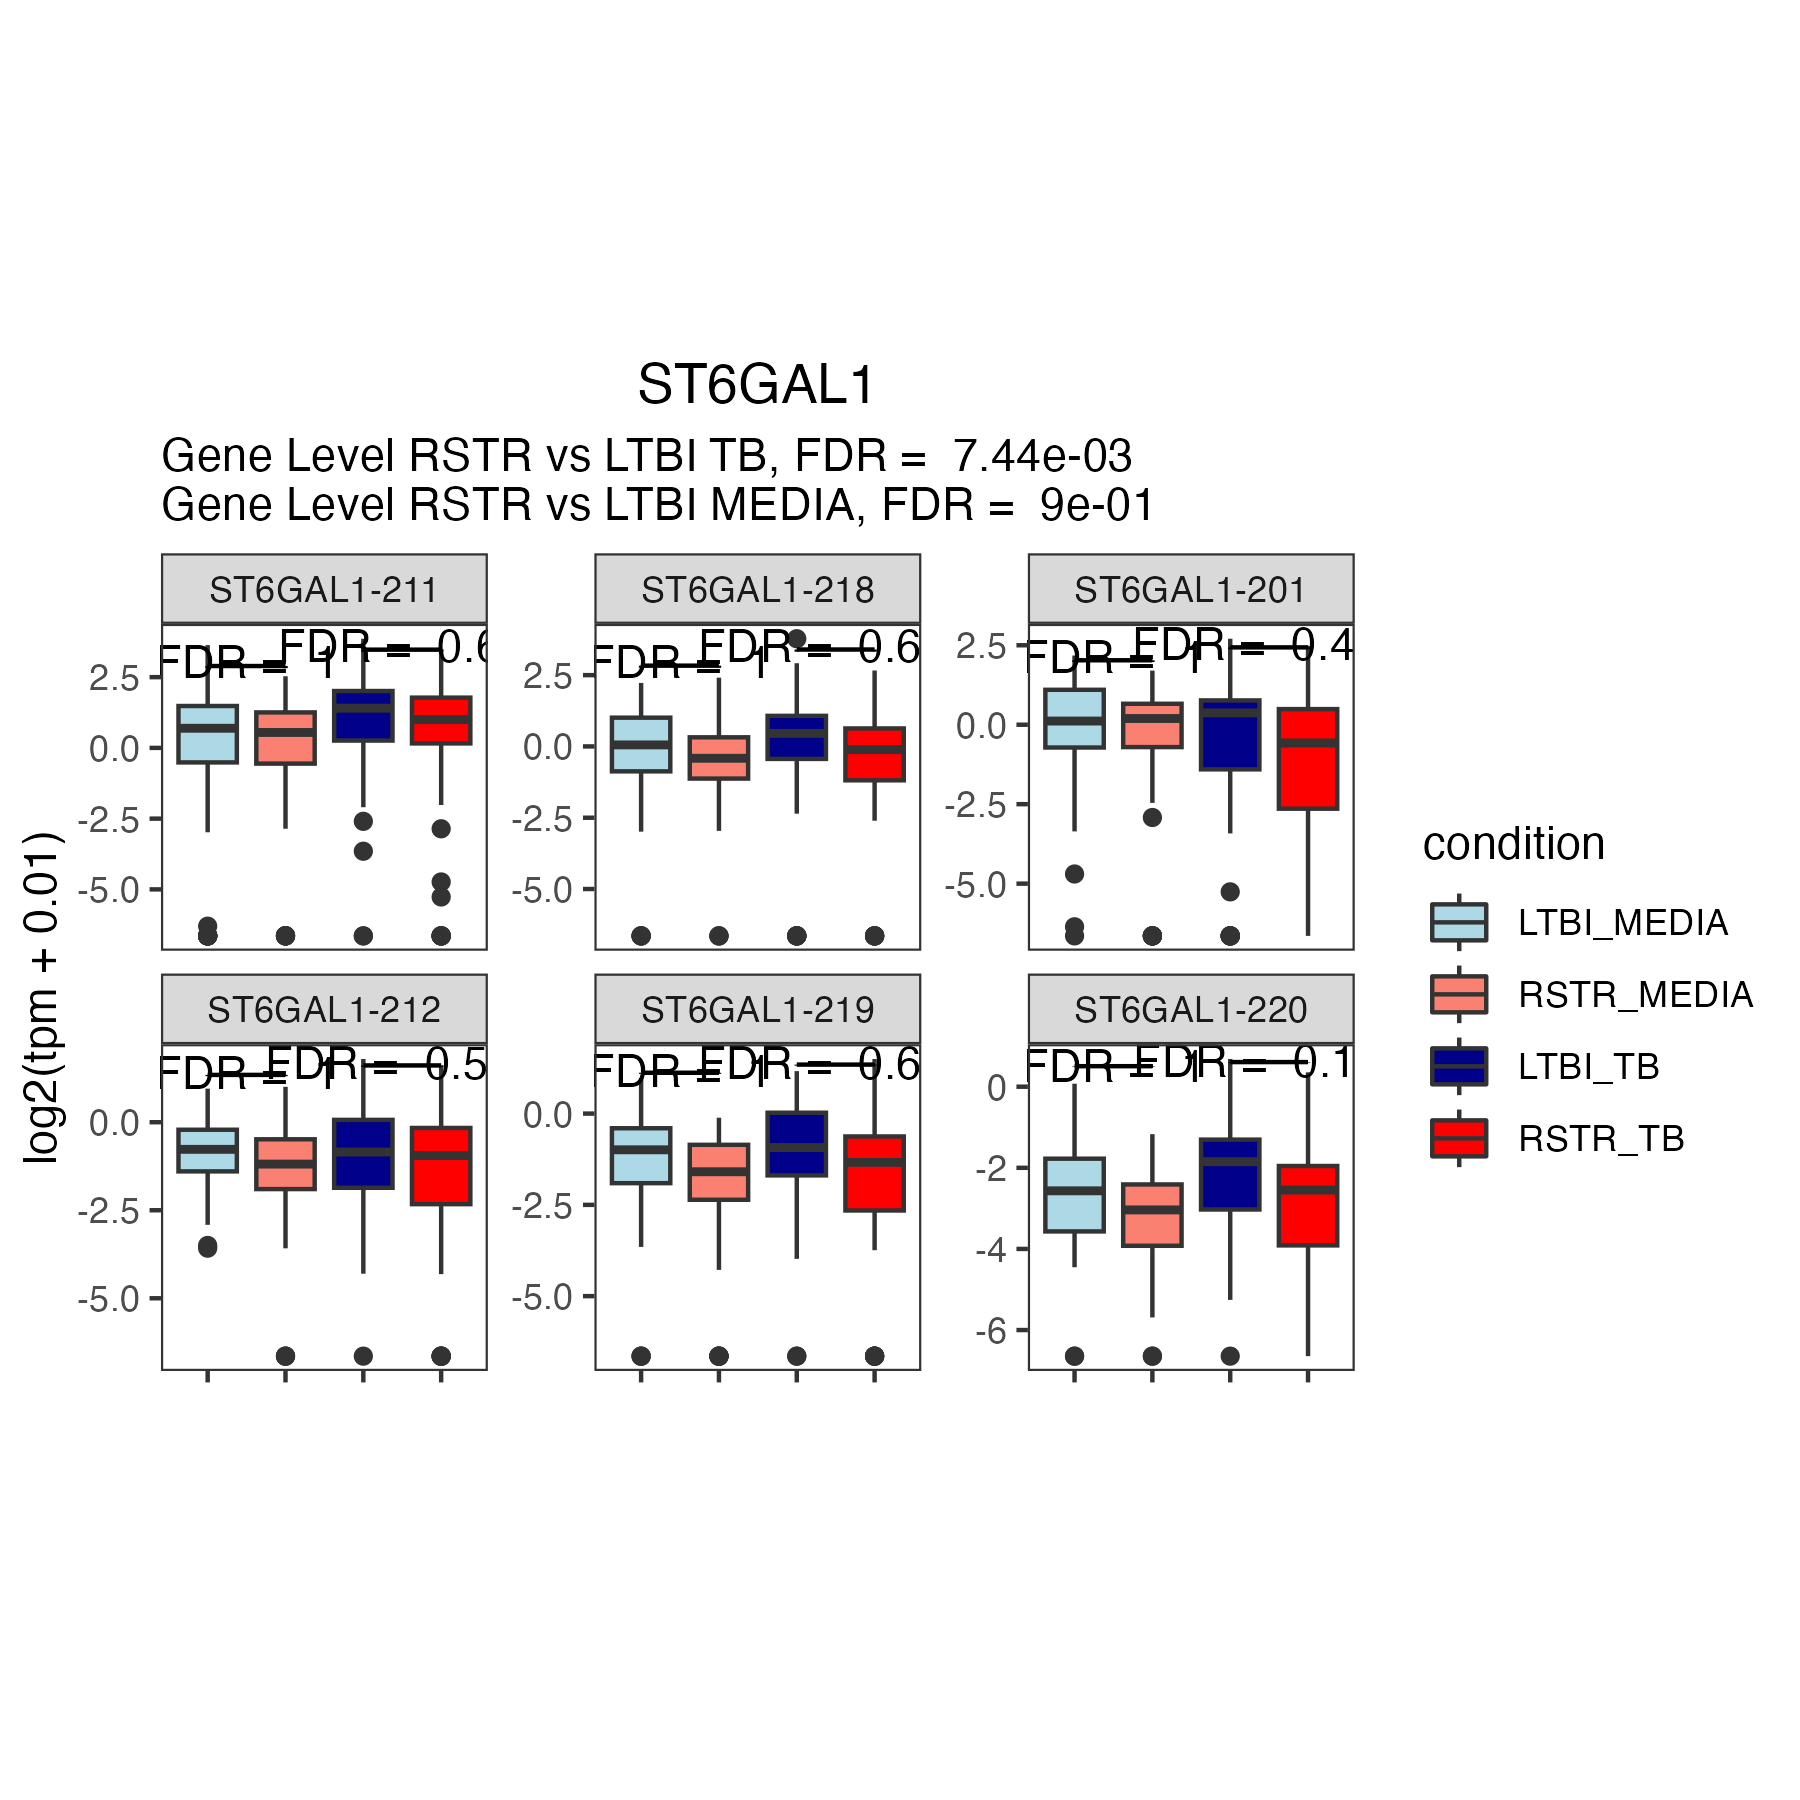 ST6GAL1
Gene Level RSTR vs LTBI TB, FDR =  7.44e-03
Gene Level RSTR vs LTBI MEDIA, FDR =  9e-01
ST6GAL1-211
ST6GAL1-218
ST6GAL1-201
FDR = 1
FDR = 0.6
FDR = 1
FDR = 0.6
FDR = 1
FDR = 0.4
2.5
0.0
-2.5
-5.0
2.5
0.0
-2.5
-5.0
2.5
0.0
-2.5
-5.0
ST6GAL1-212
ST6GAL1-219
ST6GAL1-220
FDR = 1
FDR = 0.5
FDR = 1
FDR = 0.6
FDR = 1
FDR = 0.1
0.0
-2.5
-5.0
0.0
-2.5
-5.0
0
-2
-4
-6
log2(tpm + 0.01)
condition
LTBI_MEDIA
RSTR_MEDIA
LTBI_TB
RSTR_TB